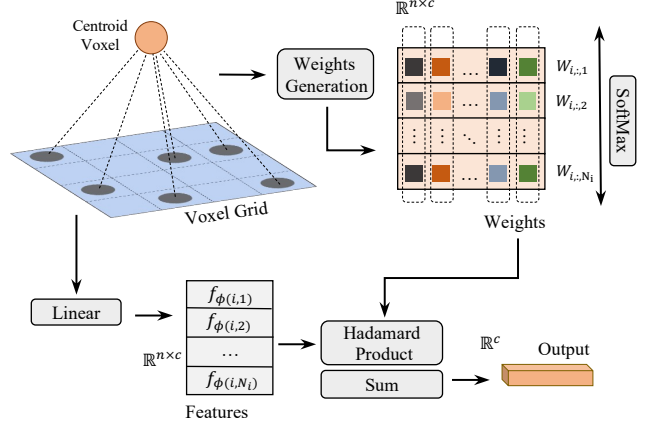 ℝ^{n×c}
Centroid
Voxel
Weights
Generation
W_{i,:,1}
W_{i,:,2}
W_{i,:,N_i}
SoftMax
... ...
⋮ ⋮ ⋱ ⋮ ⋮
... ...
Voxel Grid
Weights
Linear
ℝ^{n×c}
f_{ϕ(i,1)}
f_{ϕ(i,2)}
...
f_{ϕ(i,N_i)}
Features
Hadamard
Product
Sum
ℝ^c
Output